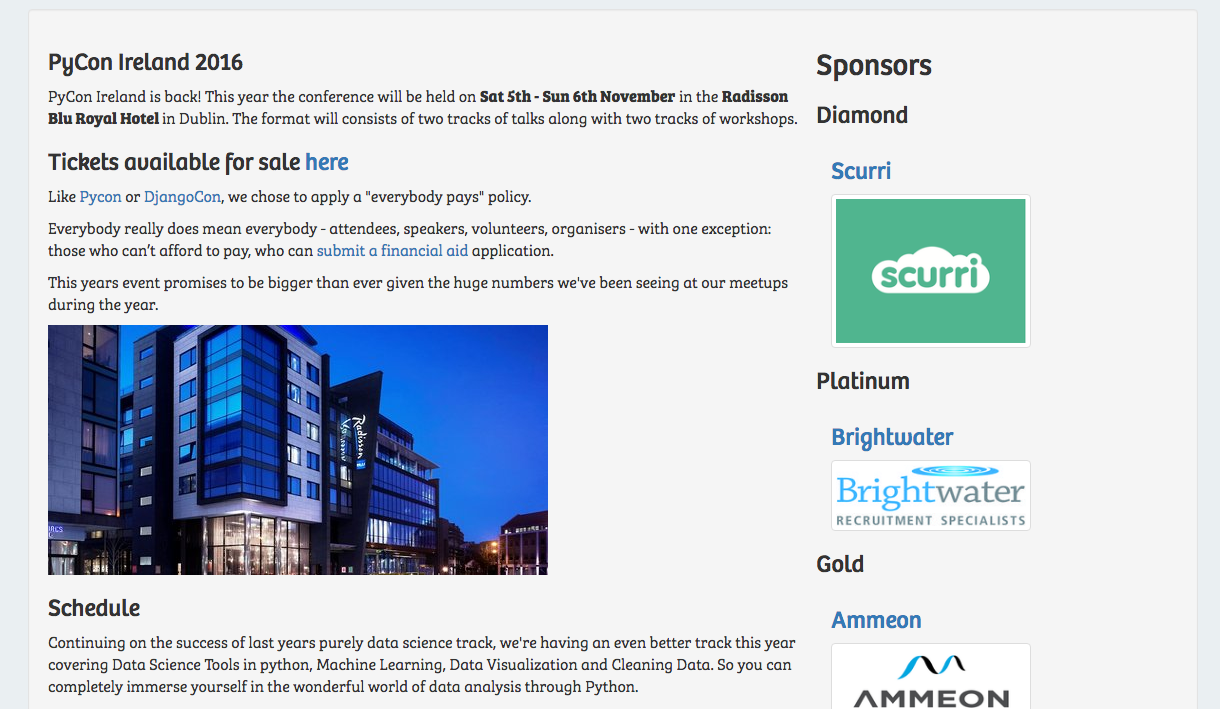 PyCon Ireland 2016
PyCon Ireland is back! This year the conference will be held on Sat 5th - Sun 6th November in the Radisson
Blu Royal Hotel in Dublin. The format will consists of two tracks of talks along with two tracks of workshops.
Tickets available for sale here
Like Pycon or DjangoCon, we chose to apply a "everybody pays" policy.
Everybody really does mean everybody - attendees, speakers, volunteers, organisers - with one exception:
those who can’t afford to pay, who can submit a financial aid application.
This years event promises to be bigger than ever given the huge numbers we've been seeing at our meetups
during the year.
Radisson
Blu
Schedule
Continuing on the success of last years purely data science track, we're having an even better track this year
covering Data Science Tools in python, Machine Learning, Data Visualization and Cleaning Data. So you can
completely immerse yourself in the wonderful world of data analysis through Python.
Sponsors
Diamond
Scurri
scurri
Platinum
Brightwater
Brightwater
RECRUITMENT SPECIALISTS
Gold
Ammeon
AMMEON